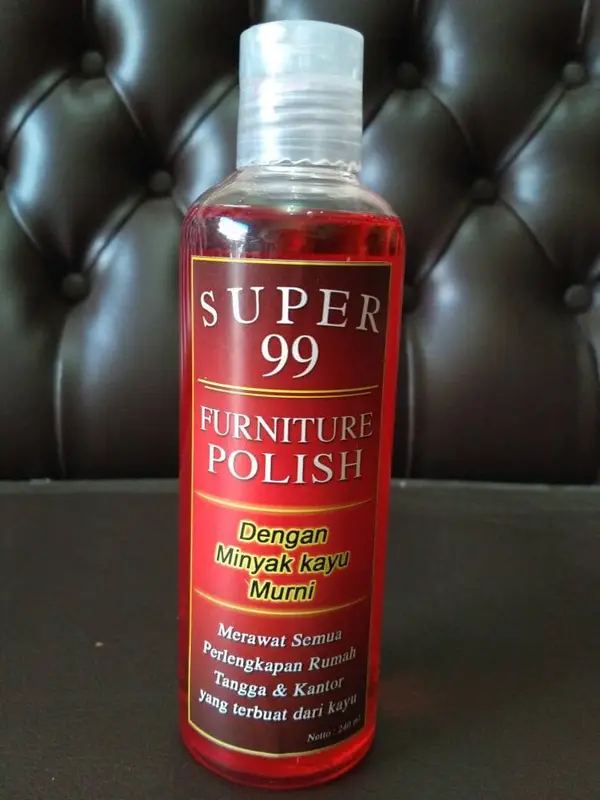 SUPER
99
FURNITURE
POLISH
Dengan
Minyak kayu
Murni
Merawat Semua
Perlengkapan Rumah
Tangga & Kantor
yang terbuat dari kayu
Netto : 240 ml